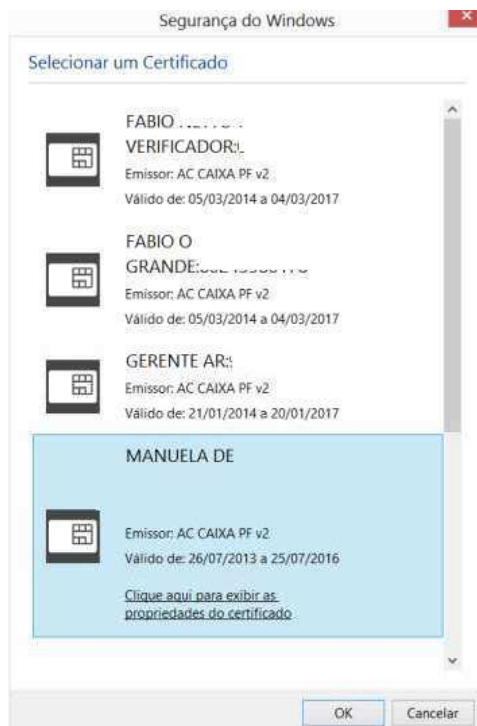 Segurança do Windows
Selecionar um Certificado
FABIO
VERIFICADOR:
Emissor: AC CAIXA PF v2
Válido de: 05/03/2014 a 04/03/2017
FABIO O
GRANDE:
Emissor: AC CAIXA PF v2
Válido de: 05/03/2014 a 04/03/2017
GERENTE AR:
Emissor: AC CAIXA PF v2
Válido de: 21/01/2014 a 20/01/2017
MANUELA DE
Emissor: AC CAIXA PF v2
Válido de: 26/07/2013 a 25/07/2016
Clique aqui para exibir as
propriedades do certificado
OK Cancelar